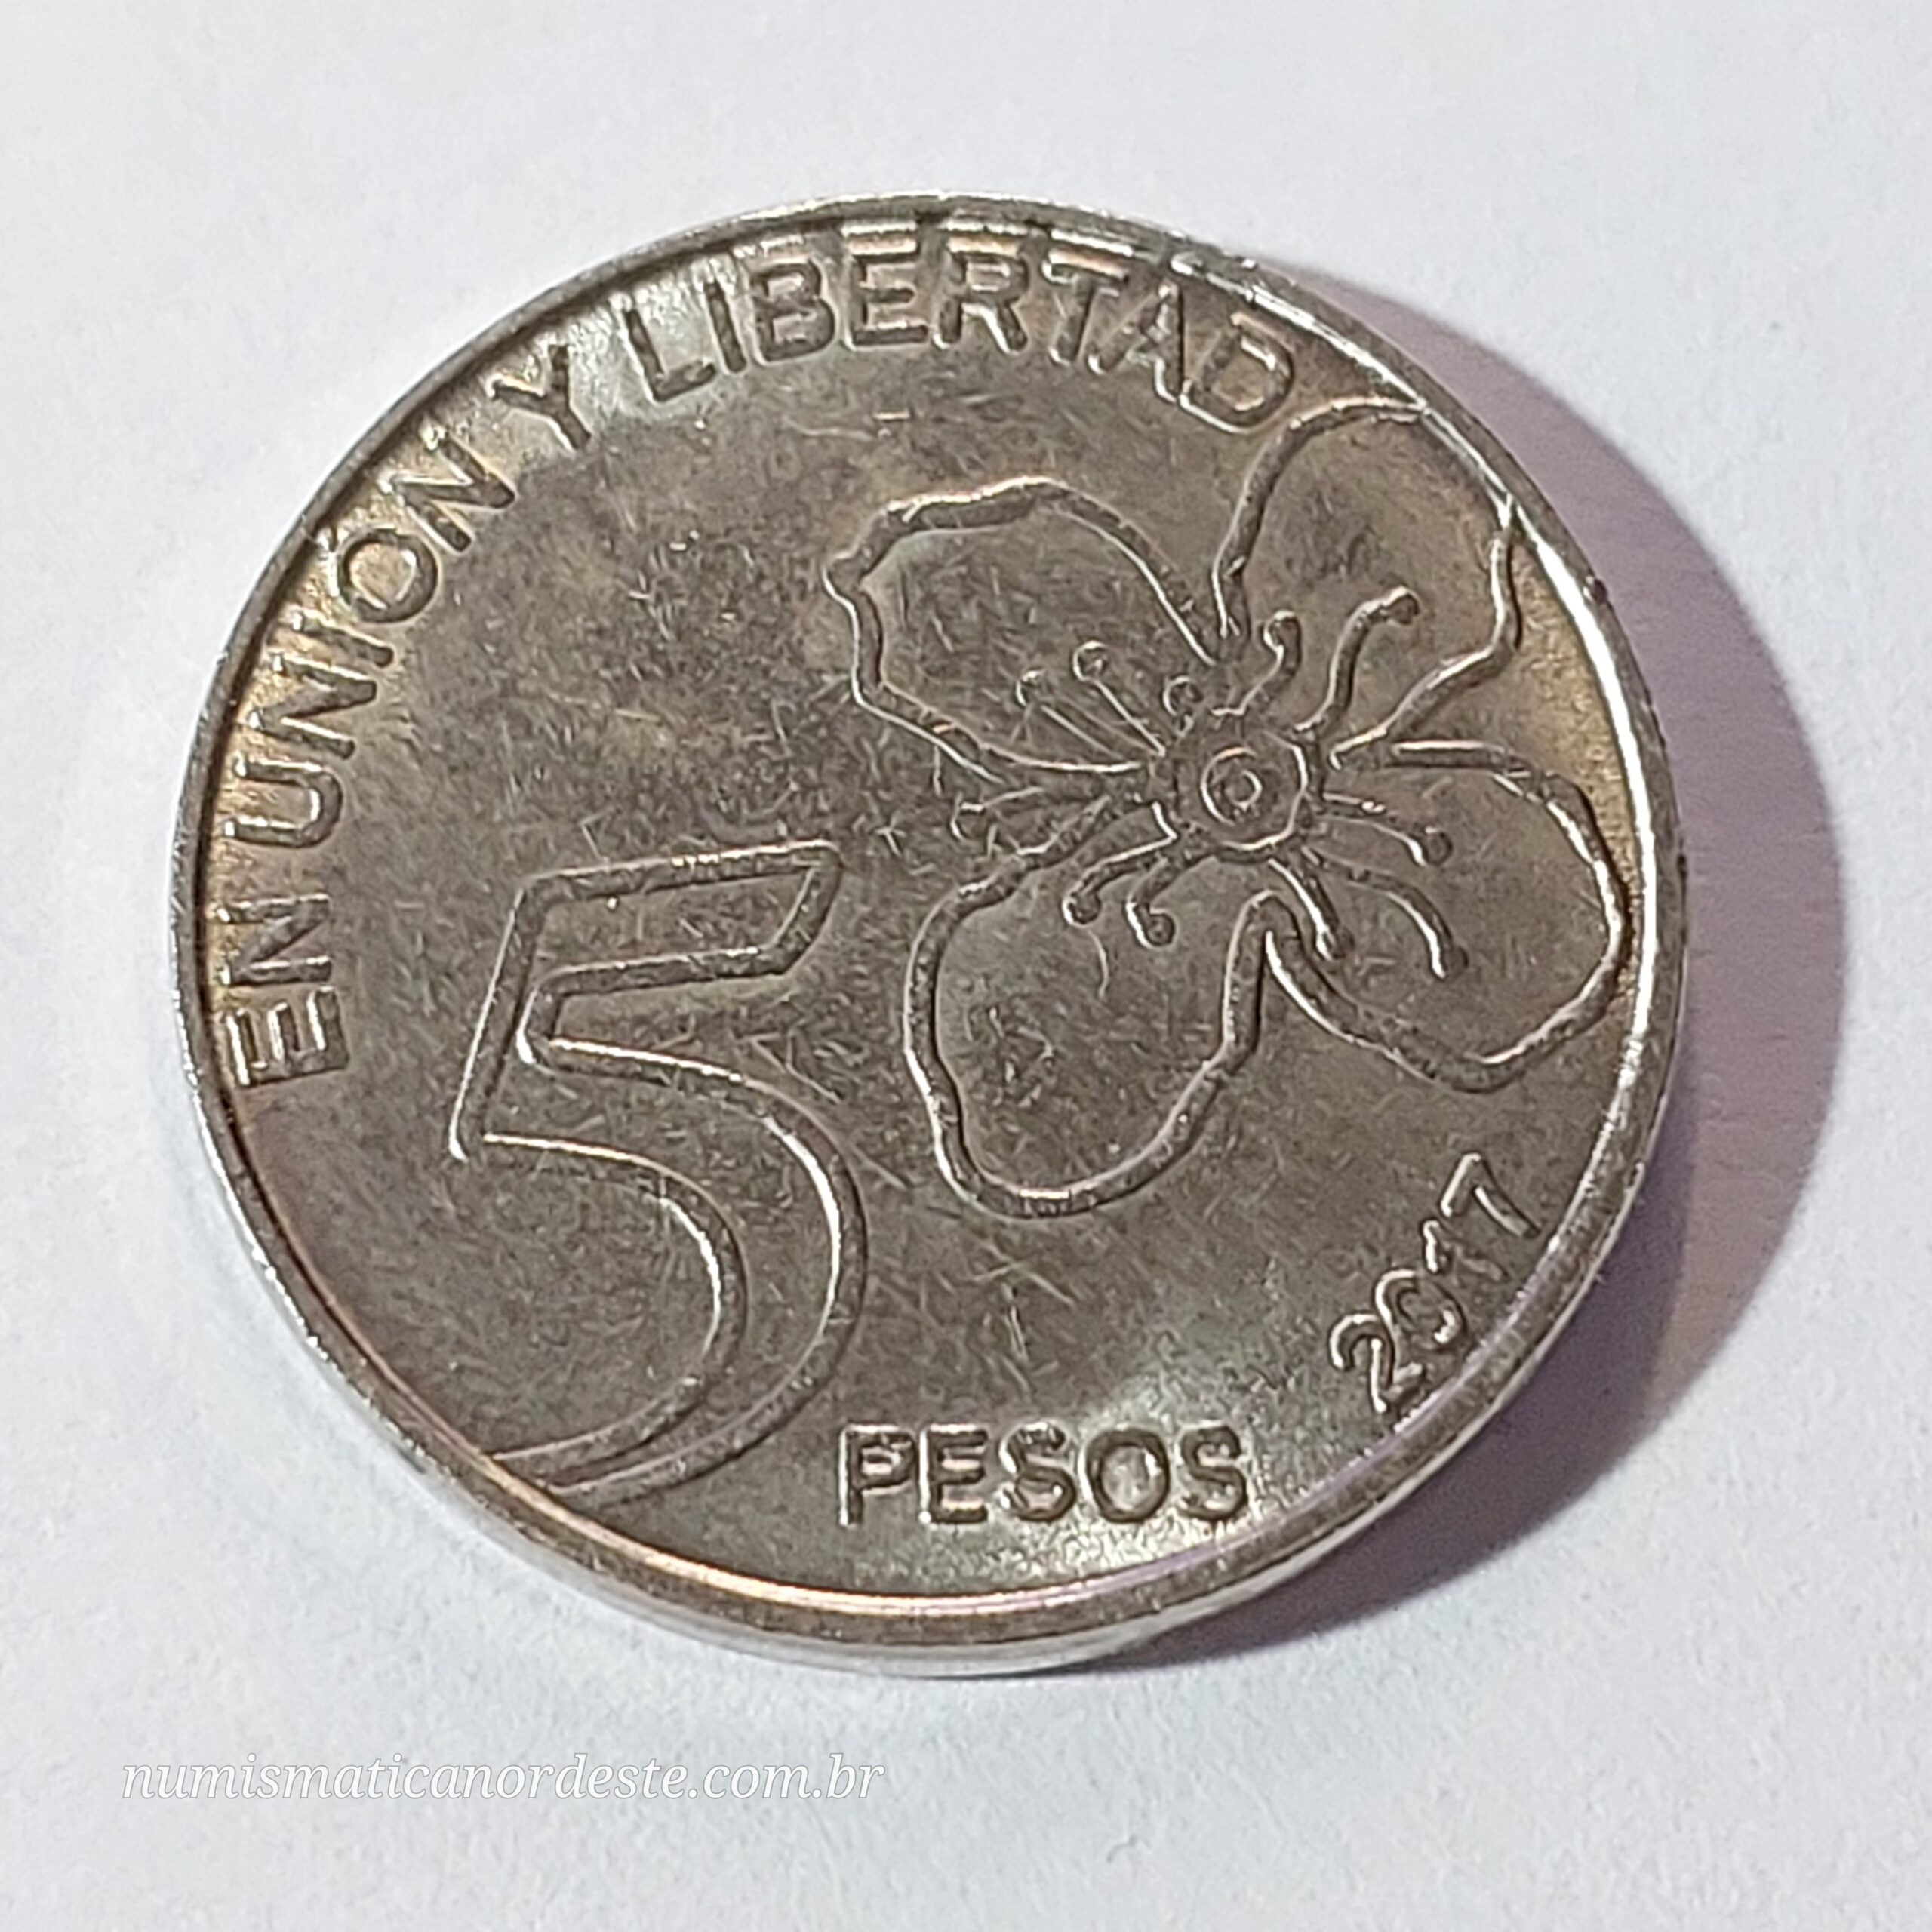 EN UNIÓN Y LIBERTAD
5
PESOS
2017
numismaticanordeste.com.br